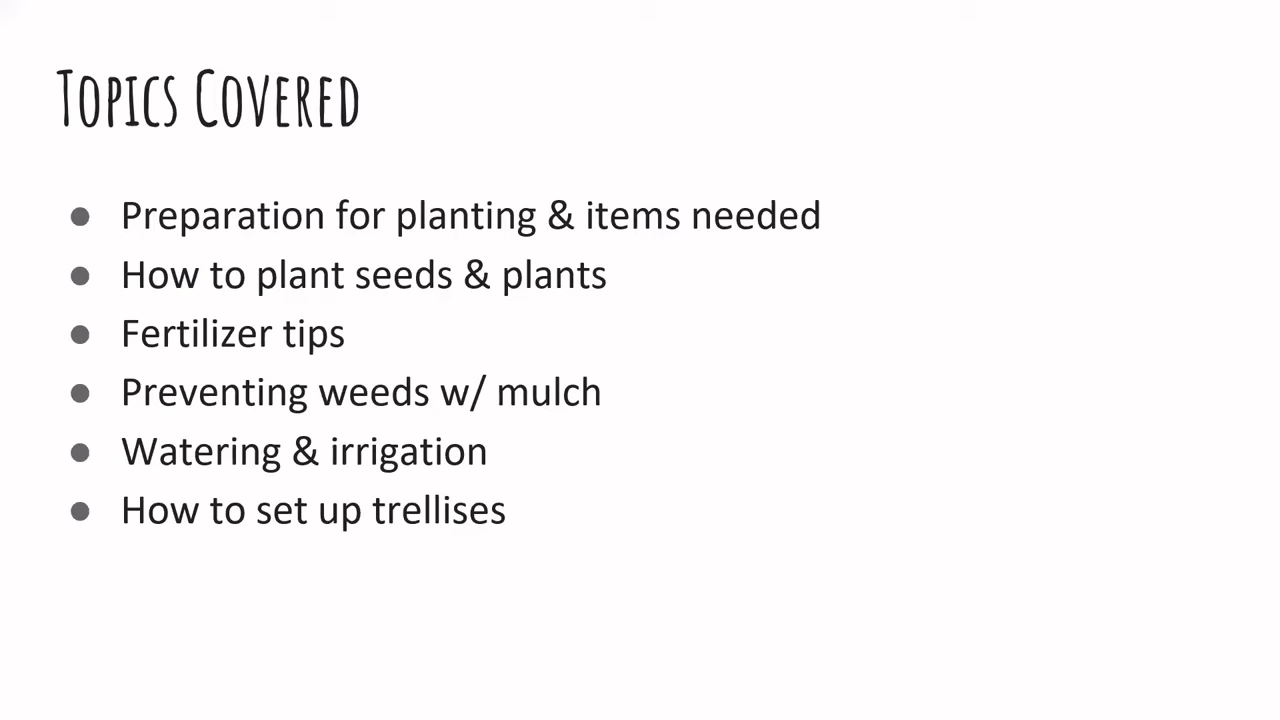 Topics Covered
● Preparation for planting & items needed
● How to plant seeds & plants
● Fertilizer tips
● Preventing weeds w/ mulch
● Watering & irrigation
● How to set up trellises